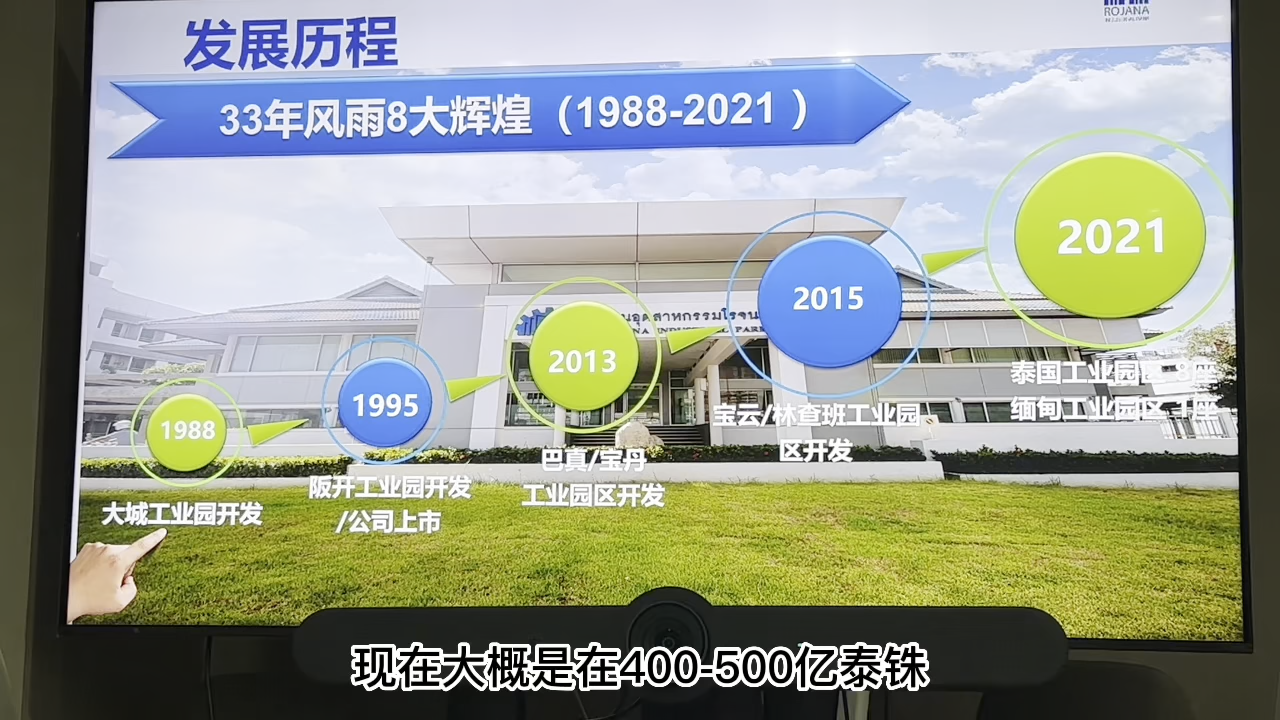 ROJANA
发展历程
33年风雨8大辉煌（1988-2021 ）
2021
2015
2013
1995
1988
泰国工业园区 8座
缅甸工业园区 1座
宝云/林查班工业园
区开发
巴真/宝丹
工业园区开发
阪开工业园开发
/公司上市
大城工业园开发
现在大概是在400-500亿泰铢